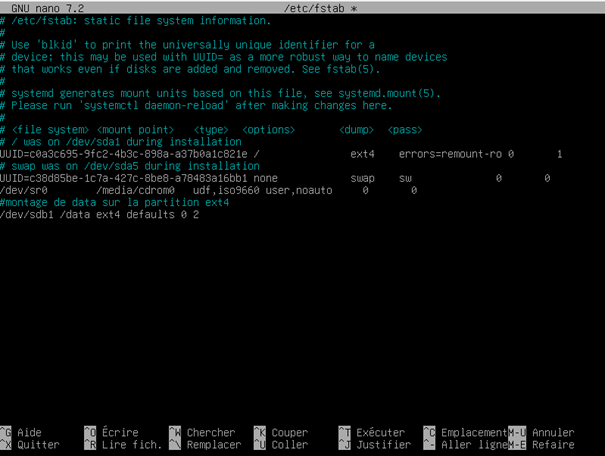 GNU nano 7.2 /etc/fstab *
# /etc/fstab: static file system information.
#
# Use 'blkid' to print the universally unique identifier for a
# device; this may be used with UUID= as a more robust way to name devices
# that works even if disks are added and removed. See fstab(5).
#
# systemd generates mount units based on this file, see systemd.mount(5).
# Please run 'systemctl daemon-reload' after making changes here.
#
# <file system> <mount point>   <type>  <options>       <dump>  <pass>
# / was on /dev/sda1 during installation
UUID=c0a3c695-9fc2-4b3c-898a-a37b0a1c821e /               ext4    errors=remount-ro 0       1
# swap was on /dev/sda5 during installation
UUID=c38d85be-1c7a-427c-8be8-a78483a16bb1 none            swap    sw              0       0
/dev/sr0        /media/cdrom0   udf,iso9660 user,noauto     0       0
#montage de data sur la partition ext4
/dev/sdb1 /data ext4 defaults 0 2
^G Aide ^O Écrire ^W Chercher ^K Couper ^T Exécuter ^C Emplacement M-U Annuler
^X Quitter ^R Lire fich. ^\ Remplacer ^U Coller ^J Justifier ^- Aller ligne M-E Refaire